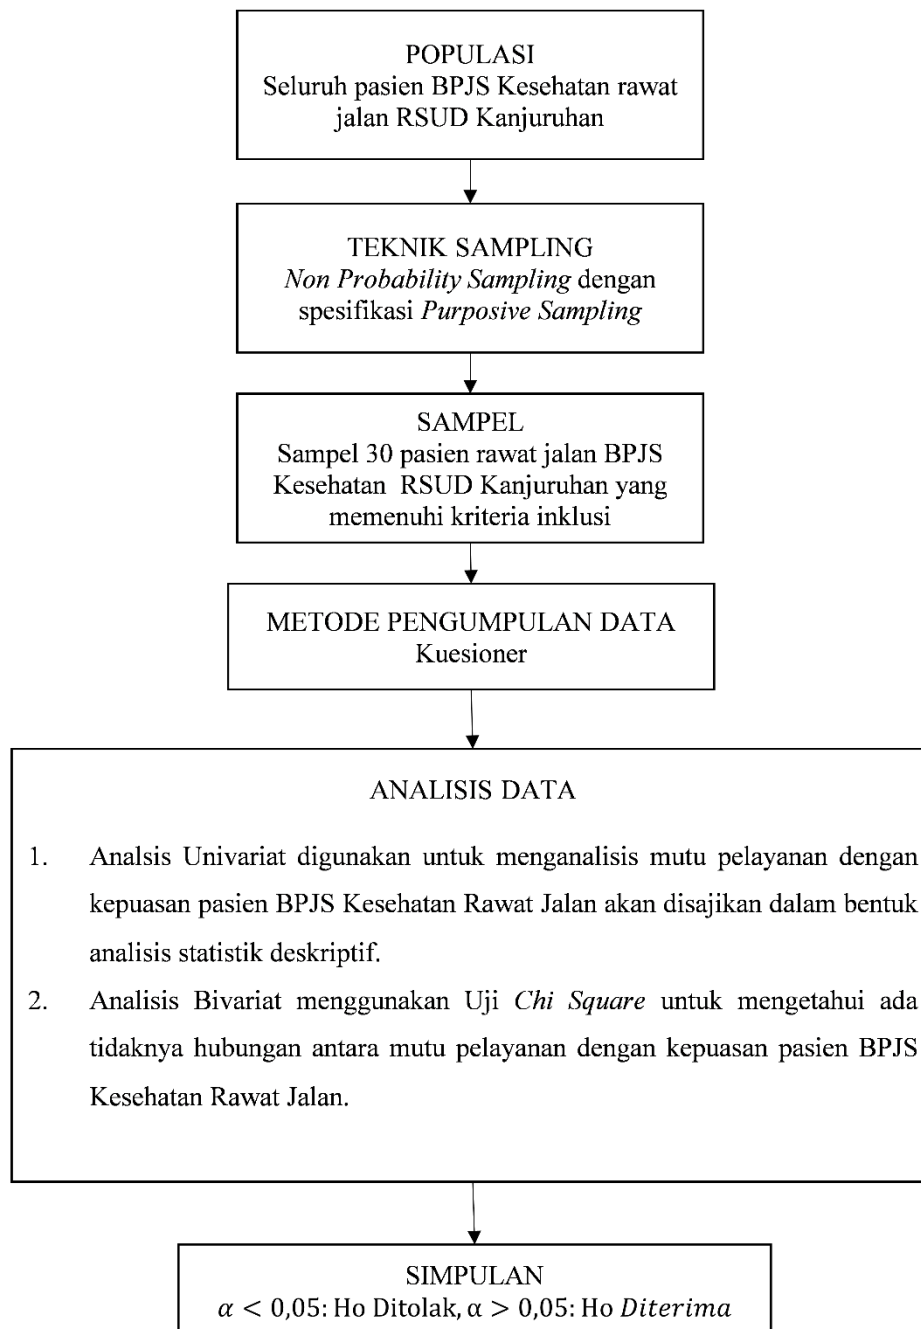 POPULASI
Seluruh pasien BPJS Kesehatan rawat
jalan RSUD Kanjuruhan
TEKNIK SAMPLING
Non Probability Sampling dengan
spesifikasi Purposive Sampling
SAMPEL
Sampel 30 pasien rawat jalan BPJS
Kesehatan RSUD Kanjuruhan yang
memenuhi kriteria inklusi
METODE PENGUMPULAN DATA
Kuesioner
ANALISIS DATA
1. Analsis Univariat digunakan untuk menganalisis mutu pelayanan dengan
kepuasan pasien BPJS Kesehatan Rawat Jalan akan disajikan dalam bentuk
analisis statistik deskriptif.
2. Analisis Bivariat menggunakan Uji Chi Square untuk mengetahui ada
tidaknya hubungan antara mutu pelayanan dengan kepuasan pasien BPJS
Kesehatan Rawat Jalan.
SIMPULAN
α < 0,05: Ho Ditolak, α > 0,05: Ho Diterima